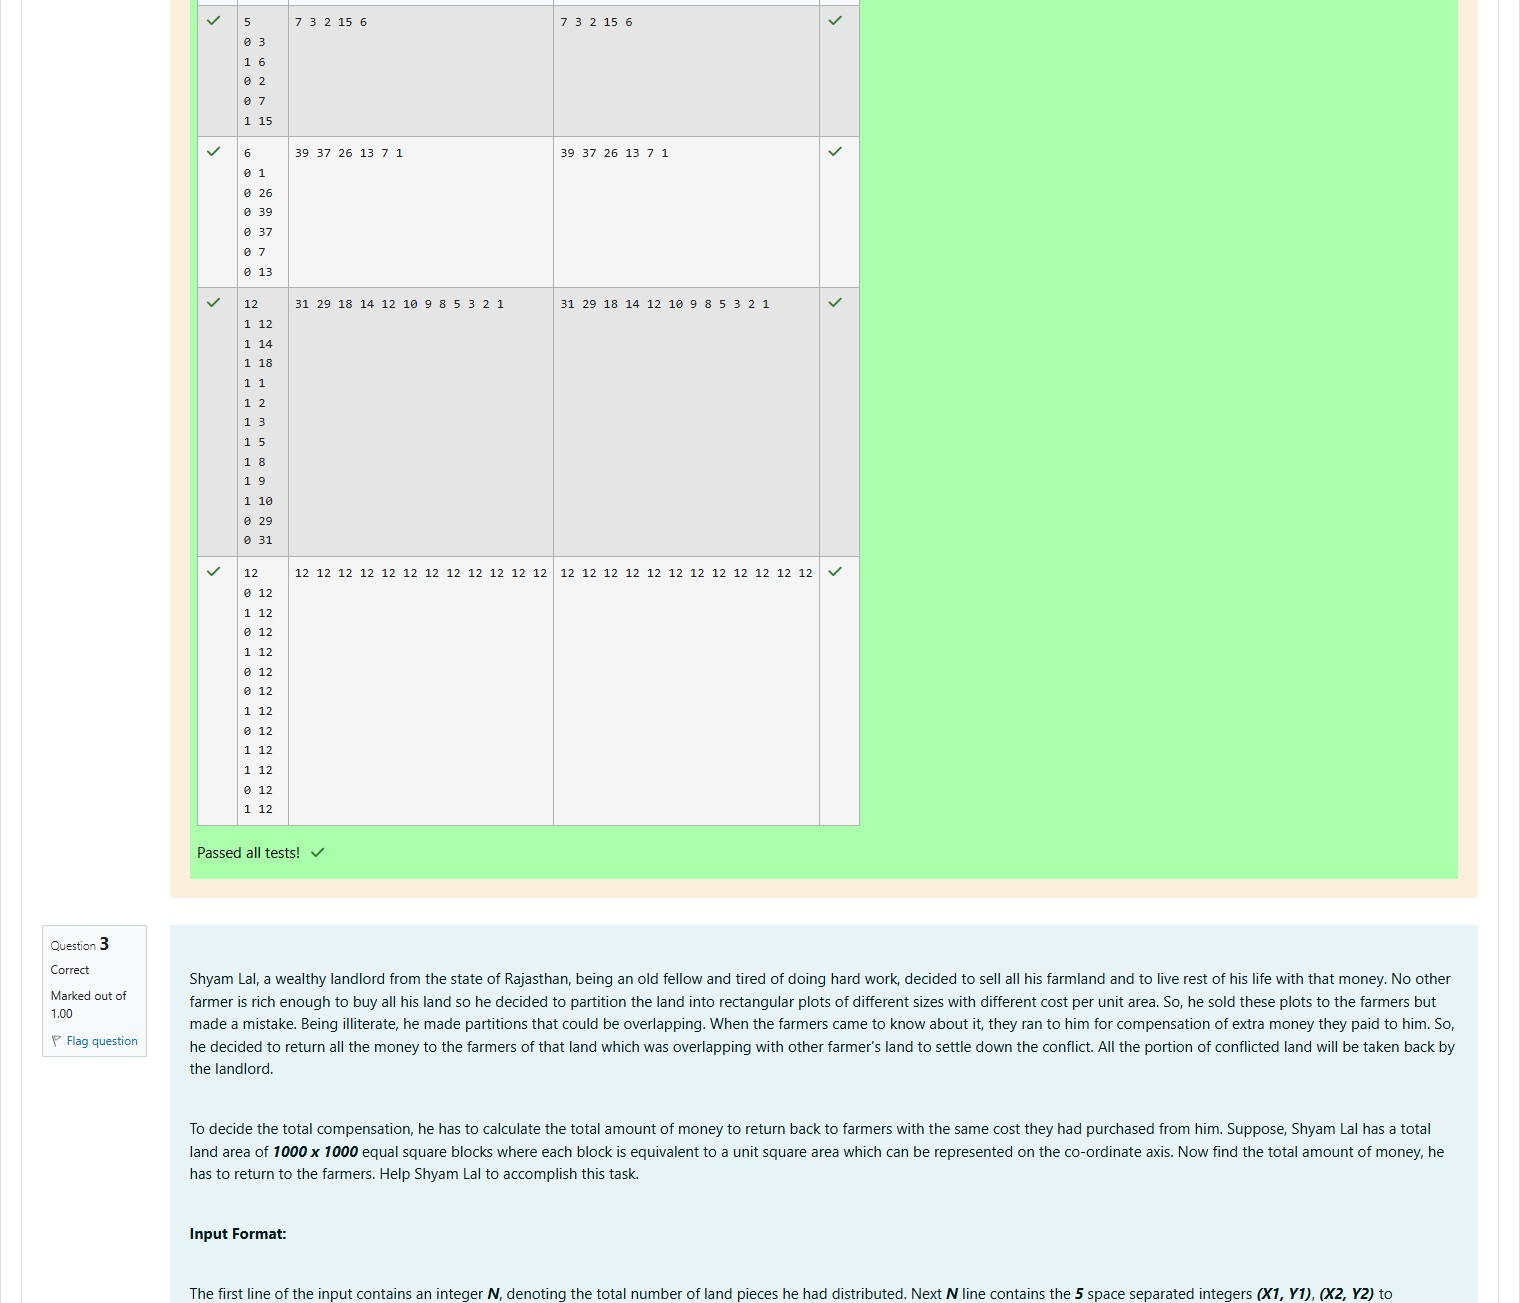 5 7 3 2 15 6 7 3 2 15 6
0 3
1 6
0 2
0 7
1 15
6 39 37 26 13 7 1 39 37 26 13 7 1
0 1
0 26
0 39
0 37
0 7
0 13
12 31 29 18 14 12 10 9 8 5 3 2 1 31 29 18 14 12 10 9 8 5 3 2 1
1 12
1 14
1 18
1 1
1 2
1 3
1 5
1 8
1 9
1 10
0 29
0 31
12 12 12 12 12 12 12 12 12 12 12 12 12 12 12 12 12 12 12 12 12 12 12 12 12
0 12
1 12
0 12
1 12
0 12
0 12
1 12
0 12
1 12
1 12
0 12
1 12
Passed all tests!
Question 3
Correct
Marked out of
1.00
Flag question
Shyam Lal, a wealthy landlord from the state of Rajasthan, being an old fellow and tired of doing hard work, decided to sell all his farmland and to live rest of his life with that money. No other
farmer is rich enough to buy all his land so he decided to partition the land into rectangular plots of different sizes with different cost per unit area. So, he sold these plots to the farmers but
made a mistake. Being illiterate, he made partitions that could be overlapping. When the farmers came to know about it, they ran to him for compensation of extra money they paid to him. So,
he decided to return all the money to the farmers of that land which was overlapping with other farmer's land to settle down the conflict. All the portion of conflicted land will be taken back by
the landlord.
To decide the total compensation, he has to calculate the total amount of money to return back to farmers with the same cost they had purchased from him. Suppose, Shyam Lal has a total
land area of 1000 x 1000 equal square blocks where each block is equivalent to a unit square area which can be represented on the co-ordinate axis. Now find the total amount of money, he
has to return to the farmers. Help Shyam Lal to accomplish this task.
Input Format:
The first line of the input contains an integer N, denoting the total number of land pieces he had distributed. Next N line contains the 5 space separated integers (X1, Y1), (X2, Y2) to